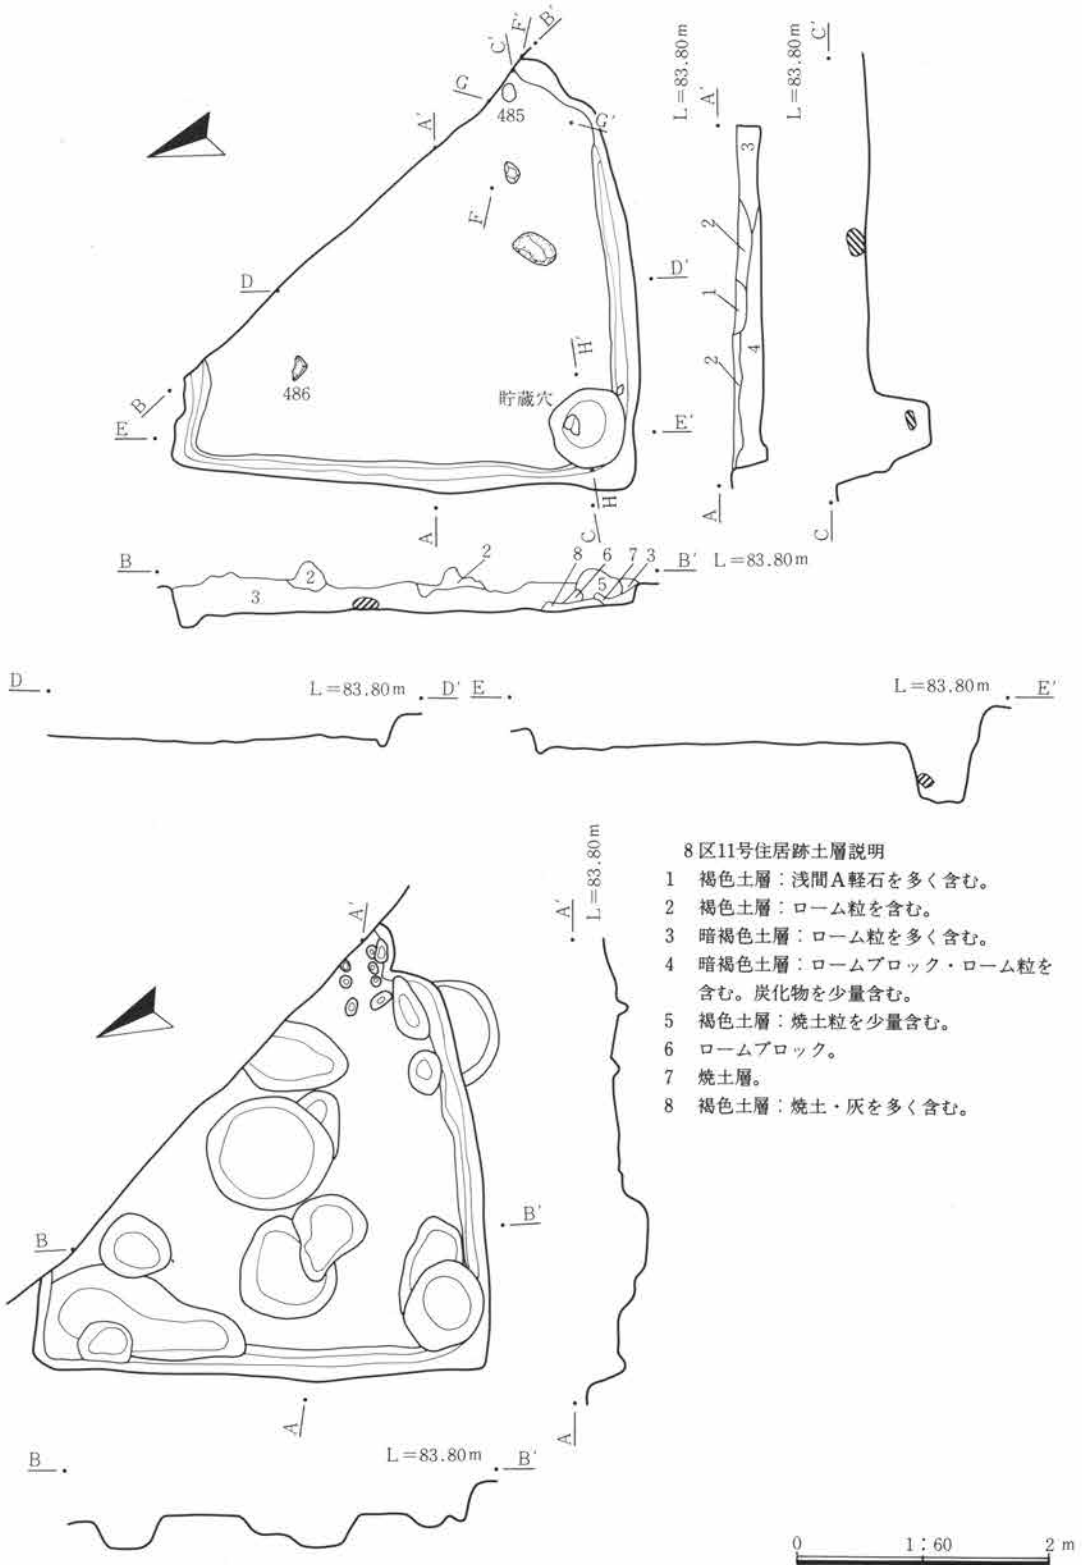 B'
F'
C'
G
A'
485
G'
F
D
D'
H'
486
貯蔵穴
B
E
E'
A
H
C
L=83.80m
A'
3
2
1
2
4
A
L=83.80m
C'
C
B
2
3
2
8
6
7
3
5
B'
L=83.80m
D
L=83.80m
D'
E
L=83.80m
E'
A'
B
B'
A
L=83.80m
A'
A
8区11号住居跡土層説明
1 褐色土層：浅間A軽石を多く含む。
2 褐色土層：ローム粒を含む。
3 暗褐色土層：ローム粒を多く含む。
4 暗褐色土層：ロームブロック・ローム粒を
含む。炭化物を少量含む。
5 褐色土層：焼土粒を少量含む。
6 ロームブロック。
7 焼土層。
8 褐色土層：焼土・灰を多く含む。
B
L=83.80m
B'
0 1：60 2m